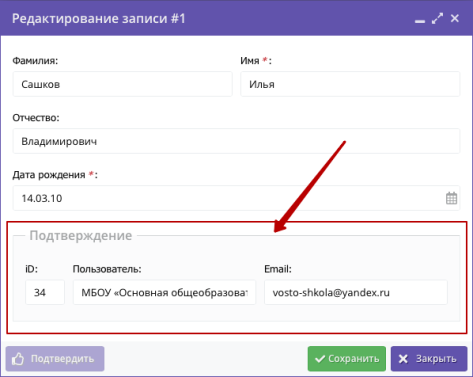 Редактирование записи #1
Фамилия: Имя *:
Сашков Илья
Отчество:
Владимирович
Дата рождения *:
14.03.10
Подтверждение
iD: Пользователь: Email:
34 МБОУ «Основная общеобразоват vosto-shkola@yandex.ru
Подтвердить Сохранить Закрыть